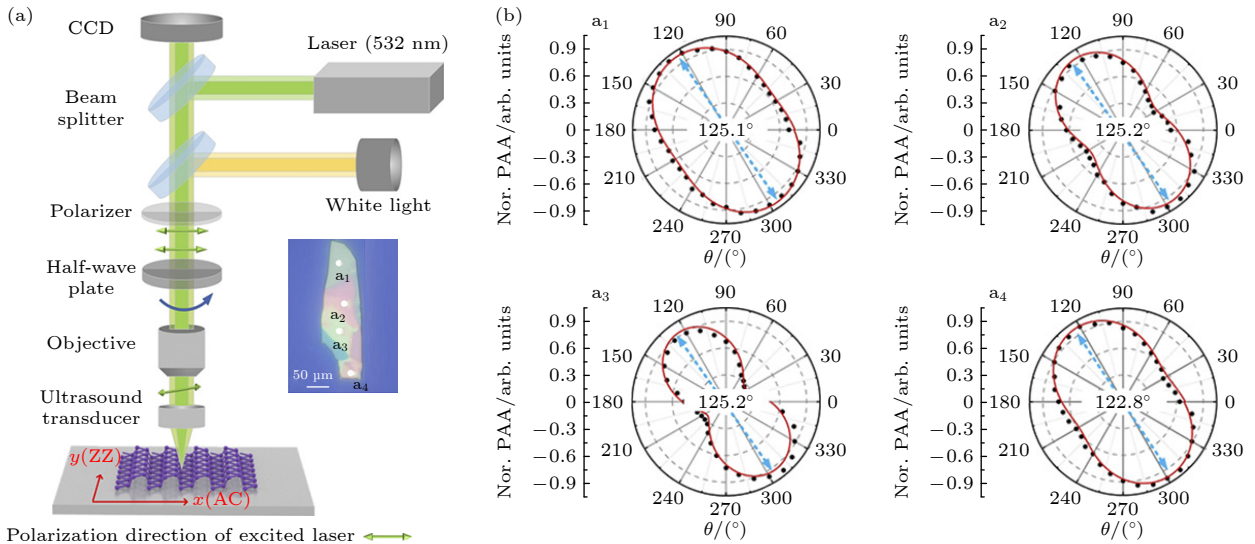 (a)
CCD
Laser (532 nm)
Beam
splitter
White light
Polarizer
Half-wave
plate
Objective
Ultrasound
transducer
a₁
a₂
a₃
a₄
50 μm
y(ZZ)
x(AC)
Polarization direction of excited laser
(b)
a₁
Nor. PAA/arb. units
0.9
0.6
0.3
0
−0.3
−0.6
−0.9
90
120
60
150
30
180
210
330
240
300
270
125.1°
θ/(°)
a₂
Nor. PAA/arb. units
0.9
0.6
0.3
0
−0.3
−0.6
−0.9
90
120
60
150
30
180
0
210
330
240
300
270
125.2°
θ/(°)
a₃
Nor. PAA/arb. units
0.9
0.6
0.3
0
−0.3
−0.6
−0.9
90
120
60
150
30
180
0
210
330
240
300
270
125.2°
θ/(°)
a₄
Nor. PAA/arb. units
0.9
0.6
0.3
0
−0.3
−0.6
−0.9
90
120
60
150
30
180
0
210
330
240
300
270
122.8°
θ/(°)